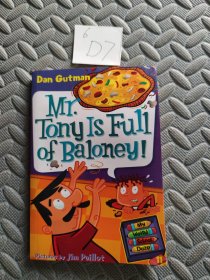 6
D7
Dan Gutman
Mr.
Tony Is Full
of Baloney!
My
Weird
School
Daze
11
Pictures by Jim Paillot